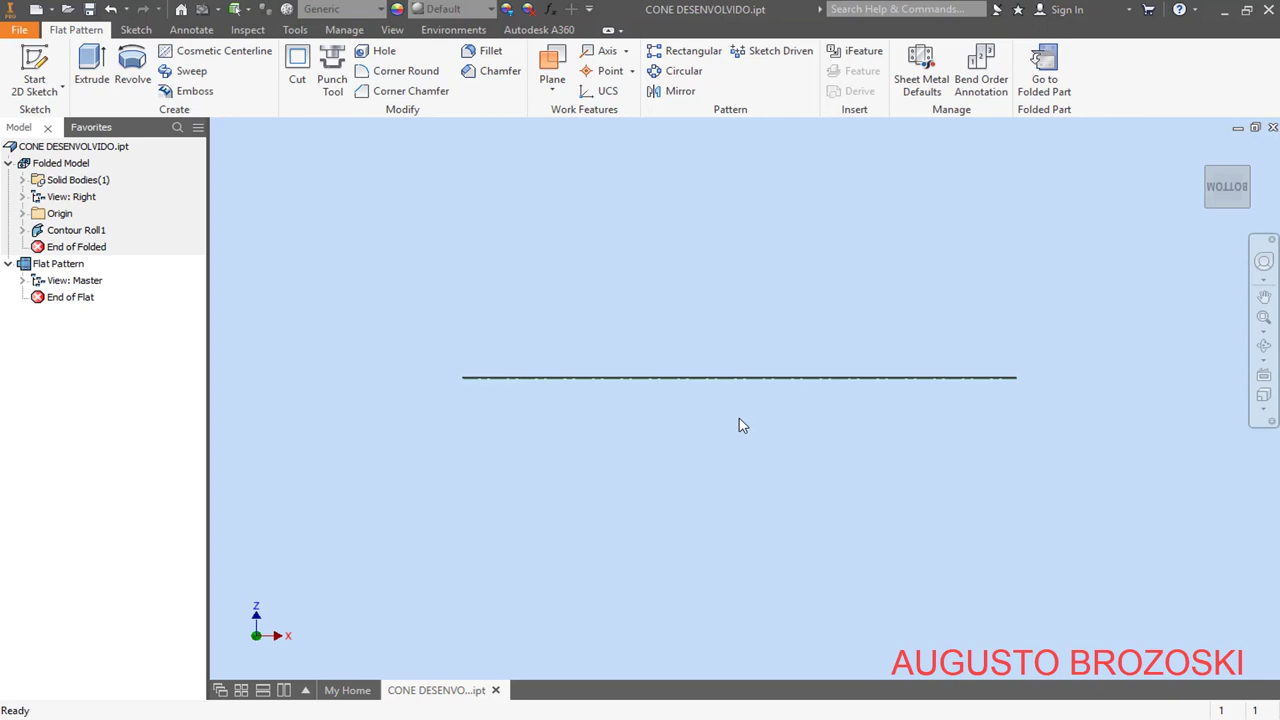 Generic
Default
CONE DESENVOLVIDO.ipt
Search Help & Commands...
Sign In
File
Flat Pattern
Sketch
Annotate
Inspect
Tools
Manage
View
Environments
Autodesk A360
Start
2D Sketch
Extrude
Revolve
Cosmetic Centerline
Sweep
Emboss
Cut
Punch
Tool
Hole
Corner Round
Corner Chamfer
Fillet
Chamfer
Plane
Axis
Point
UCS
Rectangular
Circular
Mirror
Sketch Driven
iFeature
Feature
Derive
Sheet Metal
Defaults
Bend Order
Annotation
Go to
Folded Part
Sketch
Create
Modify
Work Features
Pattern
Insert
Manage
Folded Part
Model
Favorites
CONE DESENVOLVIDO.ipt
Folded Model
Solid Bodies(1)
View: Right
Origin
Contour Roll1
End of Folded
Flat Pattern
View: Master
End of Flat
BOTTOM
Z
X
AUGUSTO BROZOSKI
My Home
CONE DESENVO...ipt
Ready
1
1